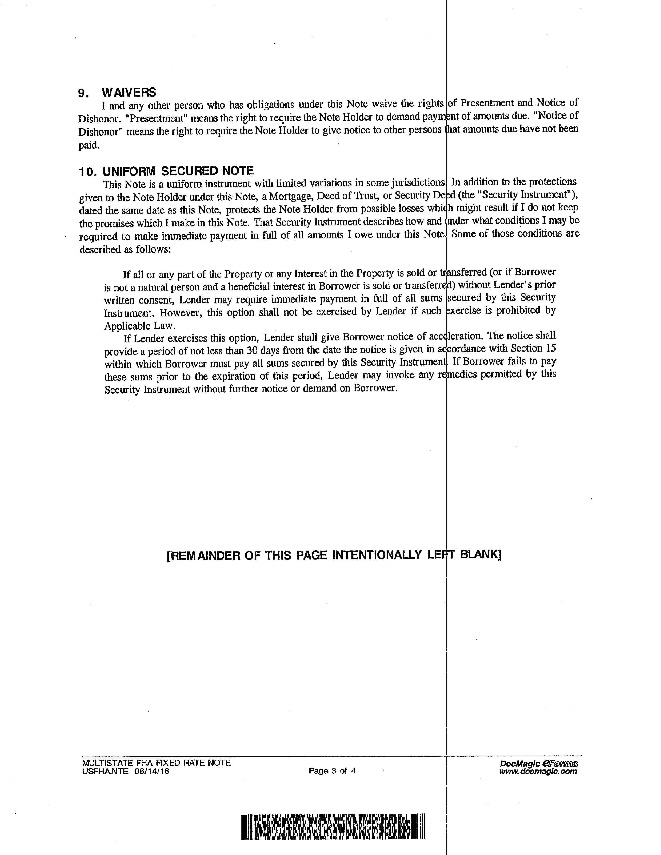 9. WAIVERS
I and any other person who has obligations under this Note waive the rights of Presentment and Notice of
Dishonor. "Presentment" means the right to require the Note Holder to demand payment of amounts due. "Notice of
Dishonor" means the right to require the Note Holder to give notice to other persons that amounts due have not been
paid.
10. UNIFORM SECURED NOTE
This Note is a uniform instrument with limited variations in some jurisdictions. In addition to the protections
given to the Note Holder under this Note, a Mortgage, Deed of Trust, or Security Deed (the "Security Instrument"),
dated the same date as this Note, protects the Note Holder from possible losses which might result if I do not keep
the promises which I make in this Note. That Security Instrument describes how and under what conditions I may be
required to make immediate payment in full of all amounts I owe under this Note. Some of those conditions are
described as follows:
If all or any part of the Property or any Interest in the Property is sold or transferred (or if Borrower
is not a natural person and a beneficial interest in Borrower is sold or transferred) without Lender's prior
written consent, Lender may require immediate payment in full of all sums secured by this Security
Instrument. However, this option shall not be exercised by Lender if such exercise is prohibited by
Applicable Law.
If Lender exercises this option, Lender shall give Borrower notice of acceleration. The notice shall
provide a period of not less than 30 days from the date the notice is given in accordance with Section 15
within which Borrower must pay all sums secured by this Security Instrument. If Borrower fails to pay
these sums prior to the expiration of this period, Lender may invoke any remedies permitted by this
Security Instrument without further notice or demand on Borrower.
[REMAINDER OF THIS PAGE INTENTIONALLY LEFT BLANK]
MULTISTATE FHA FIXED RATE NOTE
USFHA.NTE 06/14/16
Page 3 of 4
DocMagic eForms
www.docmagic.com